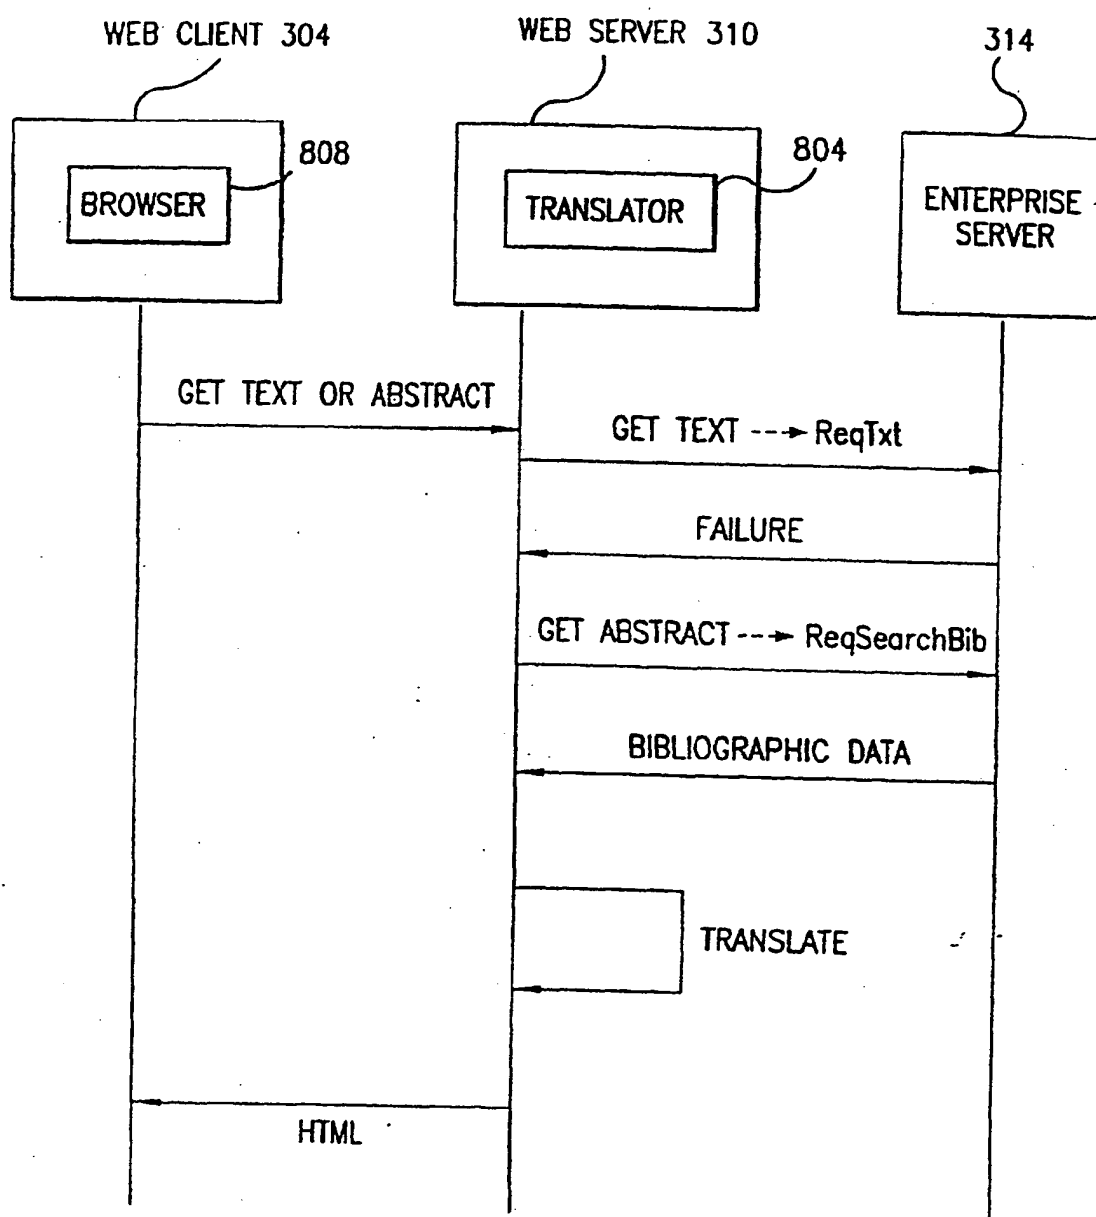 WEB CLIENT 304
WEB SERVER 310
314
808
804
BROWSER
TRANSLATOR
ENTERPRISE
SERVER
GET TEXT OR ABSTRACT
GET TEXT ---→ ReqTxt
FAILURE
GET ABSTRACT ---→ ReqSearchBib
BIBLIOGRAPHIC DATA
TRANSLATE
HTML